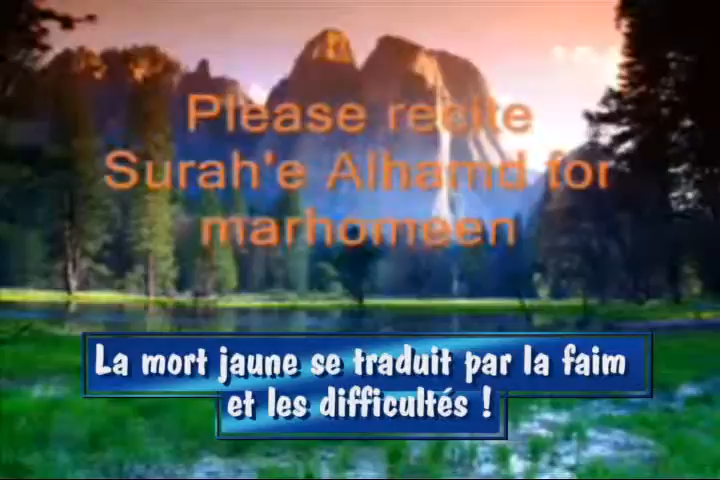 Please recite
Surah'e Alhamd for
marhomeen
La mort jaune se traduit par la faim
et les difficultés !